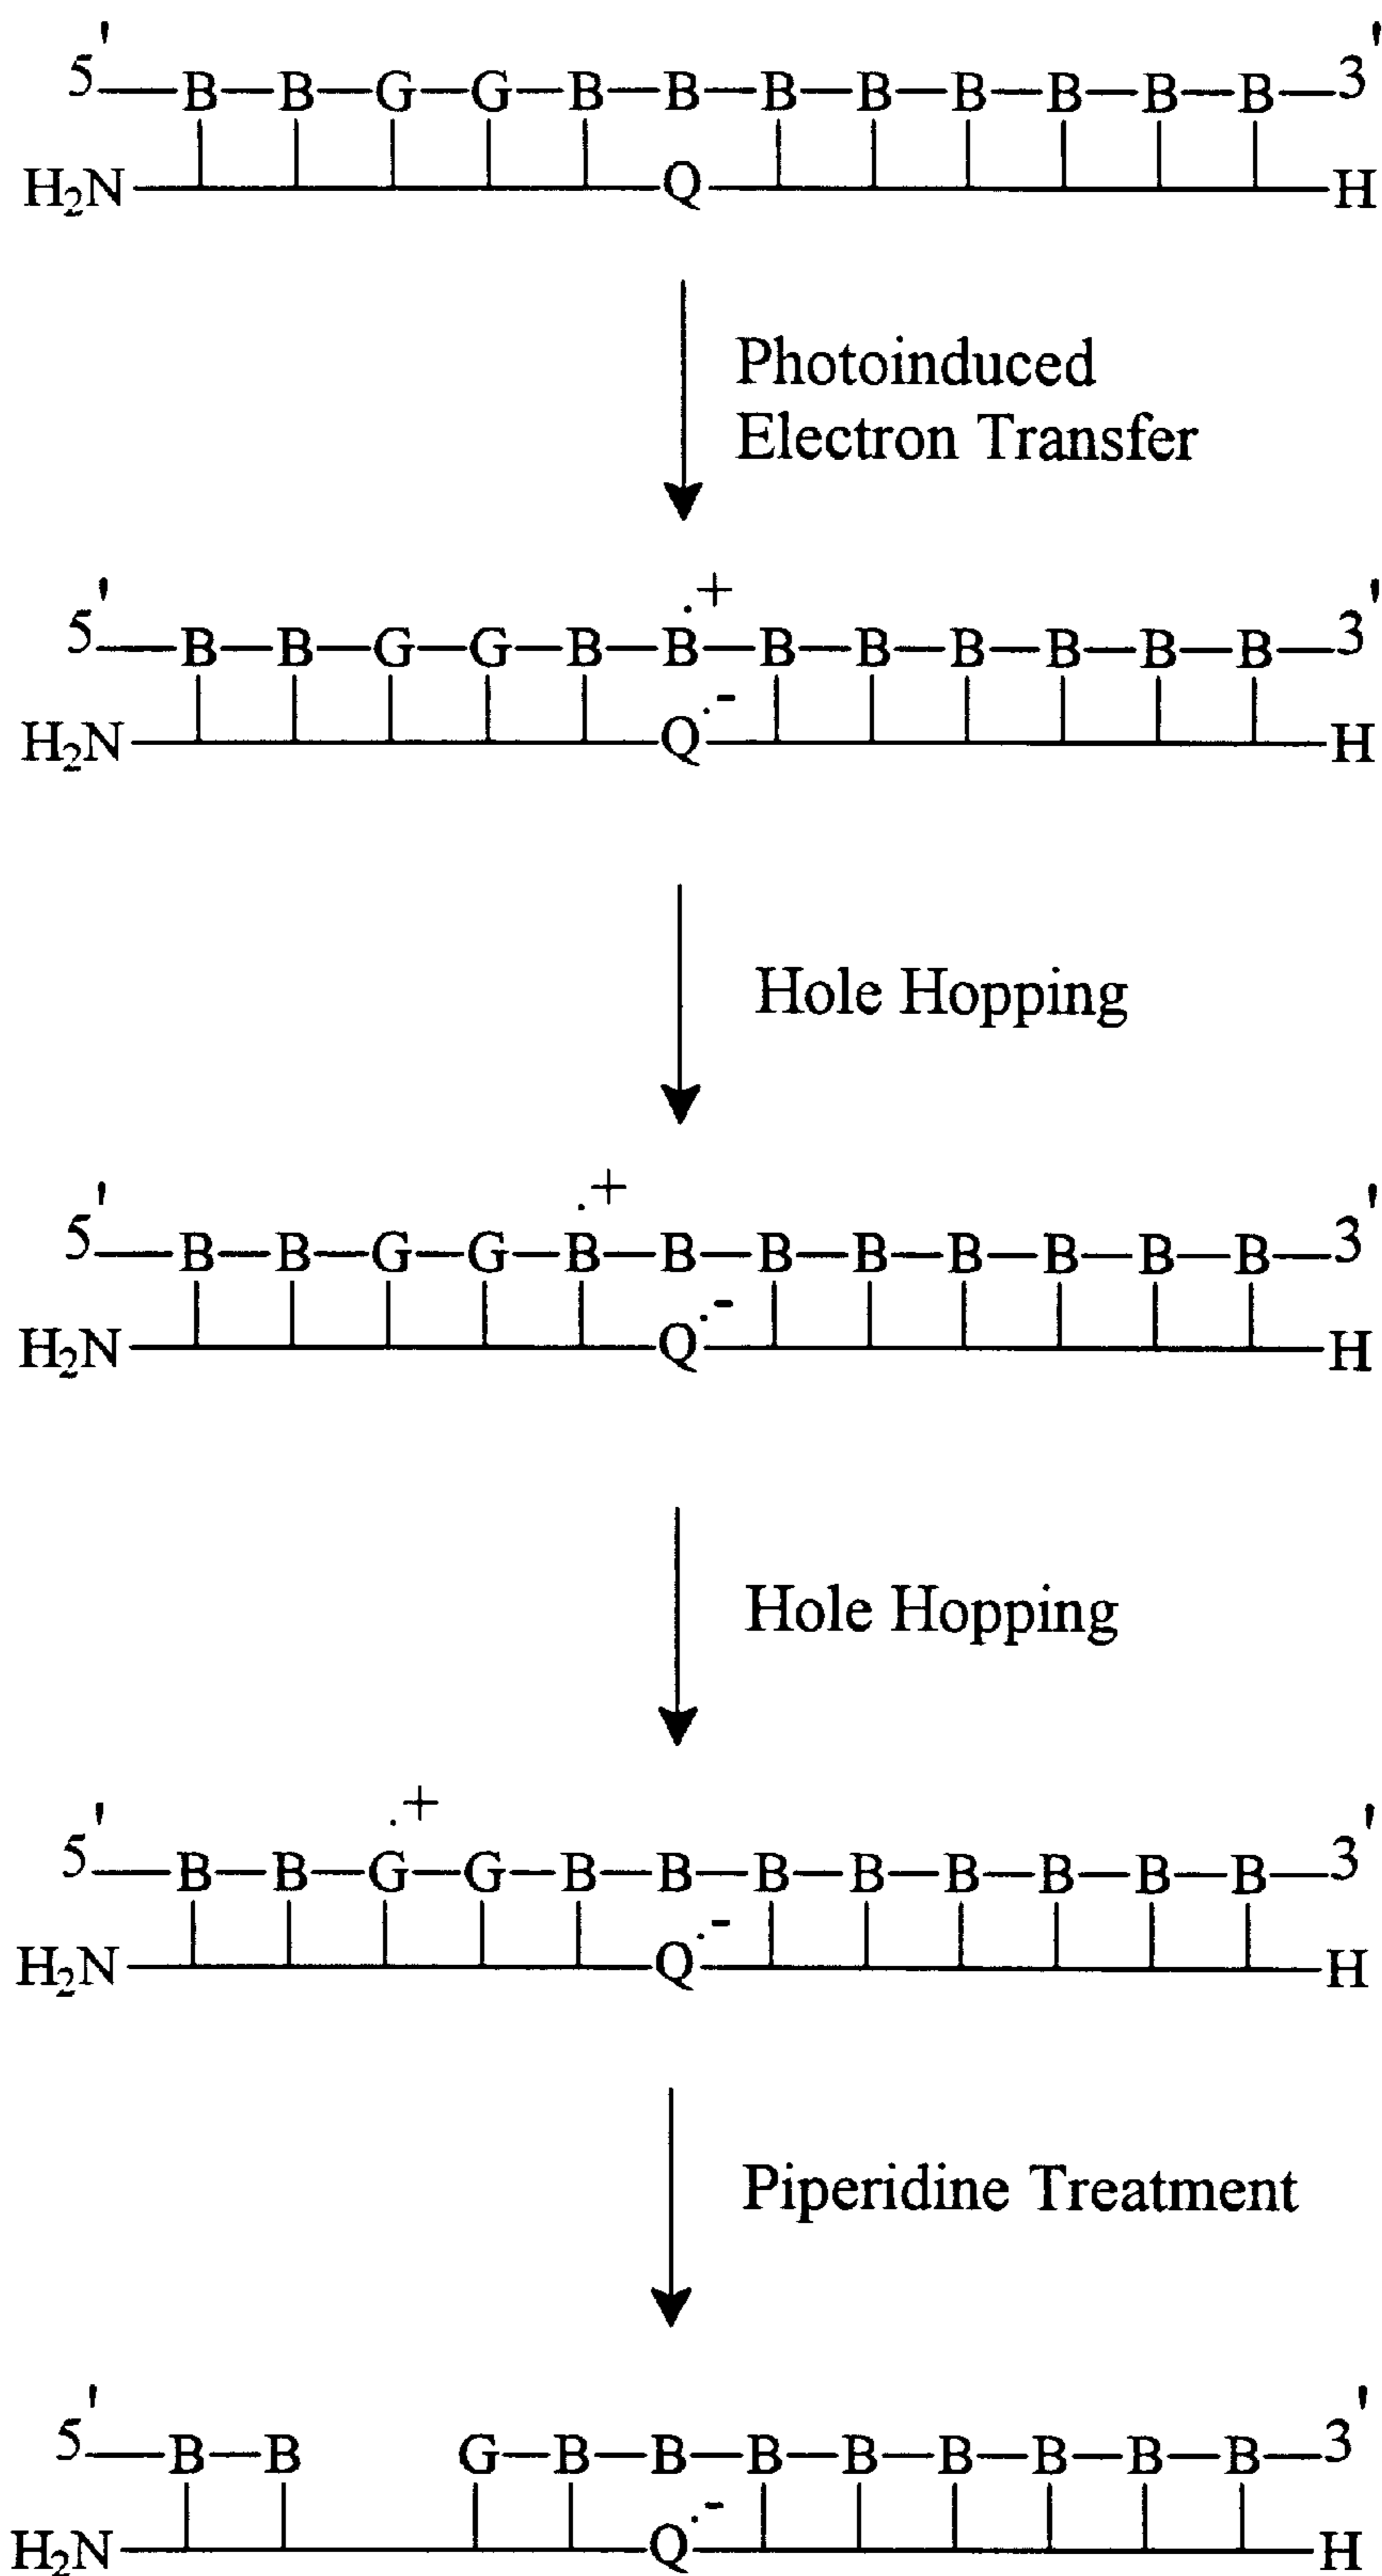 5'—B—B—G—G—B—B—B—B—B—B—B—B—3'
H₂N Q H
Photoinduced
Electron Transfer
.+
5'—B—B—G—G—B—B—B—B—B—B—B—B—3'
H₂N Q.- H
Hole Hopping
.+
5'—B—B—G—G—B—B—B—B—B—B—B—B—3'
H₂N Q.- H
Hole Hopping
.+
5'—B—B—G—G—B—B—B—B—B—B—B—B—3'
H₂N Q.- H
Piperidine Treatment
5'—B—B G—B—B—B—B—B—B—B—B—3'
H₂N Q.- H